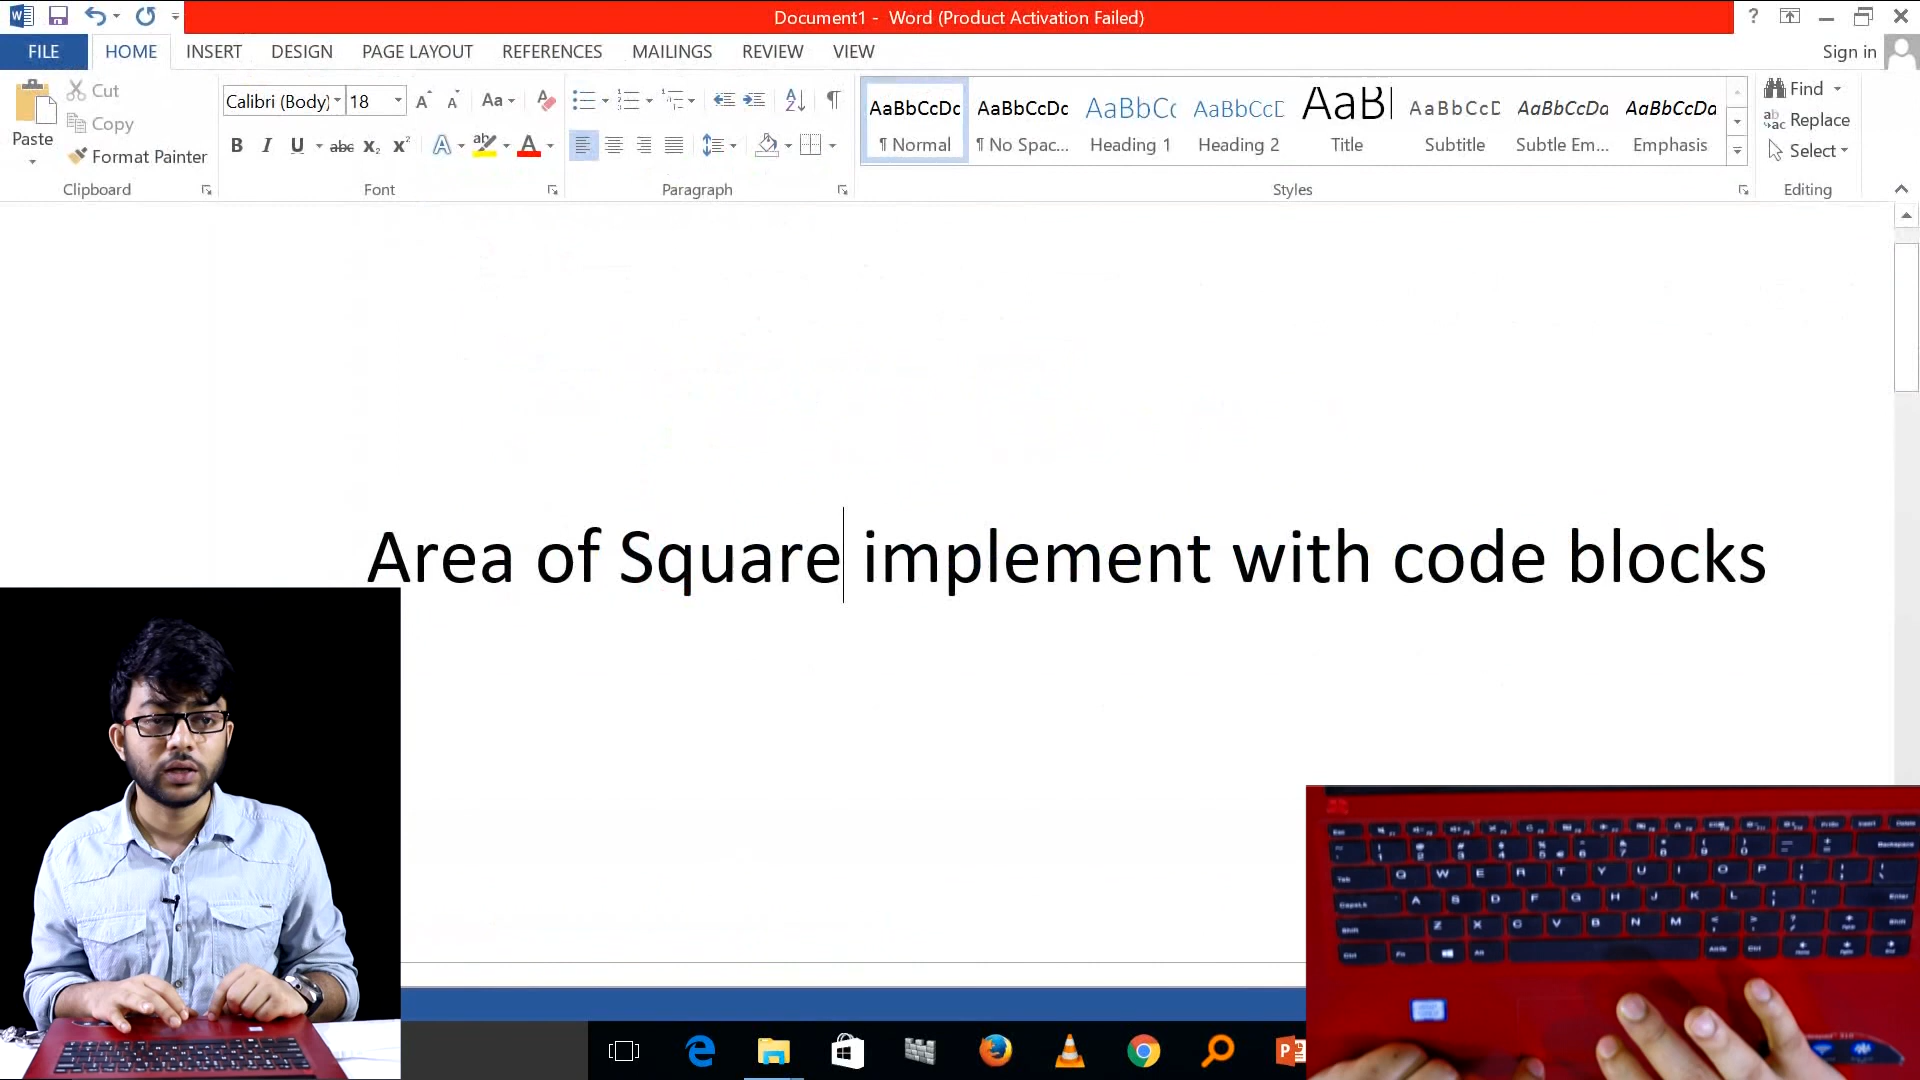 Document1 - Word (Product Activation Failed)
FILE HOME INSERT DESIGN PAGE LAYOUT REFERENCES MAILINGS REVIEW VIEW Sign in
Paste
Cut
Copy
Format Painter
Clipboard
Calibri (Body) 18
Font
Paragraph
AaBbCcDc AaBbCcDc AaBbCc AaBbCcD AaBl AaBbCcD AaBbCcDa AaBbCcDa
¶ Normal ¶ No Spac... Heading 1 Heading 2 Title Subtitle Subtle Em... Emphasis
Styles
Find
Replace
Select
Editing
Area of Square implement with code blocks
Q W E R T Y U I O P
A S D F G H J K L
Z X C V B N M